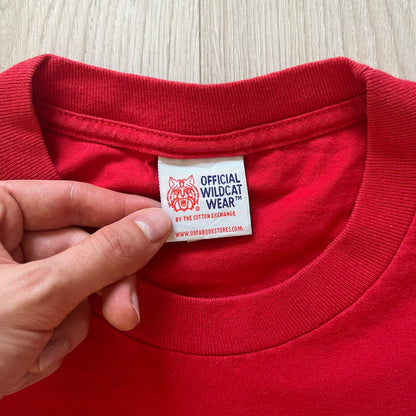 OFFICIAL
WILDCAT
WEAR™
BY THE COTTON EXCHANGE
WWW.UOFABOOKSTORES.COM